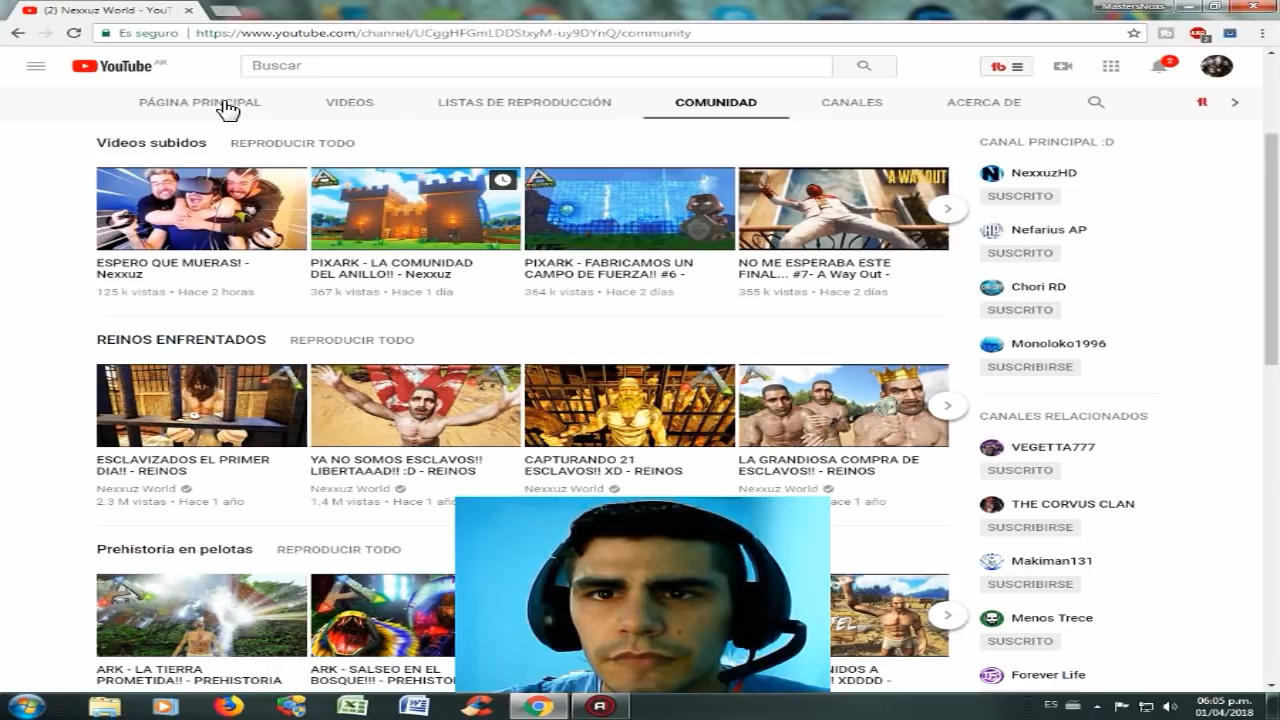 (2) Nexxuz World - YouT
MastersNoxs
Es seguro
https://www.youtube.com/channel/UCggHFGmLDDStxyM-uy9DYnQ/community
YouTube AR
Buscar
2
PÁGINA PRINCIPAL
VIDEOS
LISTAS DE REPRODUCCIÓN
COMUNIDAD
CANALES
ACERCA DE
Videos subidos
REPRODUCIR TODO
A WAY OUT
ESPERO QUE MUERAS! -
Nexxuz
125 k vistas • Hace 2 horas
PIXARK - LA COMUNIDAD
DEL ANILLO!! - Nexxuz
367 k vistas • Hace 1 día
PIXARK - FABRICAMOS UN
CAMPO DE FUERZA!! #6 -
364 k vistas • Hace 2 días
NO ME ESPERABA ESTE
FINAL... #7- A Way Out -
355 k vistas • Hace 2 días
REINOS ENFRENTADOS
REPRODUCIR TODO
ESCLAVIZADOS EL PRIMER
DIA!! - REINOS
Nexxuz World
2.3 M vistas • Hace 1 año
YA NO SOMOS ESCLAVOS!!
LIBERTAAAD!! :D - REINOS
Nexxuz World
1.4 M vistas • Hace 1 año
CAPTURANDO 21
ESCLAVOS!! XD - REINOS
Nexxuz World
LA GRANDIOSA COMPRA DE
ESCLAVOS!! - REINOS
Nexxuz World
año
Prehistoria en pelotas
REPRODUCIR TODO
ARK - LA TIERRA
PROMETIDA!! - PREHISTORIA
ARK - SALSEO EN EL
BOSQUE!!! - PREHISTO
NIDOS A
! XDDDD -
CANAL PRINCIPAL :D
NexxuzHD
SUSCRITO
Nefarius AP
SUSCRITO
Chori RD
SUSCRITO
Monoloko1996
SUSCRIBIRSE
CANALES RELACIONADOS
VEGETTA777
SUSCRITO
THE CORVUS CLAN
SUSCRIBIRSE
Makiman131
SUSCRIBIRSE
Menos Trece
SUSCRITO
Forever Life
ES
06:05 p.m.
01/04/2018